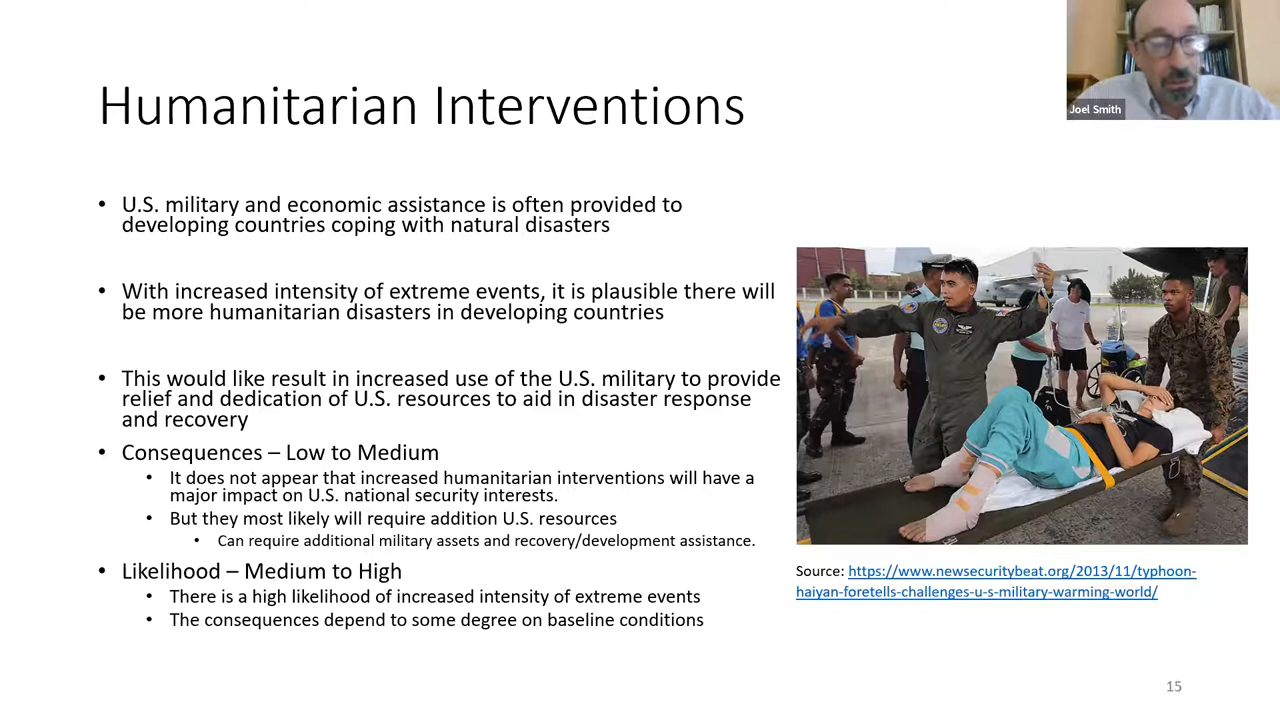 Joel Smith
Humanitarian Interventions
• U.S. military and economic assistance is often provided to
developing countries coping with natural disasters
• With increased intensity of extreme events, it is plausible there will
be more humanitarian disasters in developing countries
• This would like result in increased use of the U.S. military to provide
relief and dedication of U.S. resources to aid in disaster response
and recovery
• Consequences – Low to Medium
• It does not appear that increased humanitarian interventions will have a
major impact on U.S. national security interests.
• But they most likely will require addition U.S. resources
• Can require additional military assets and recovery/development assistance.
• Likelihood – Medium to High
• There is a high likelihood of increased intensity of extreme events
• The consequences depend to some degree on baseline conditions
Source: https://www.newsecuritybeat.org/2013/11/typhoon-
haiyan-foretells-challenges-u-s-military-warming-world/
15